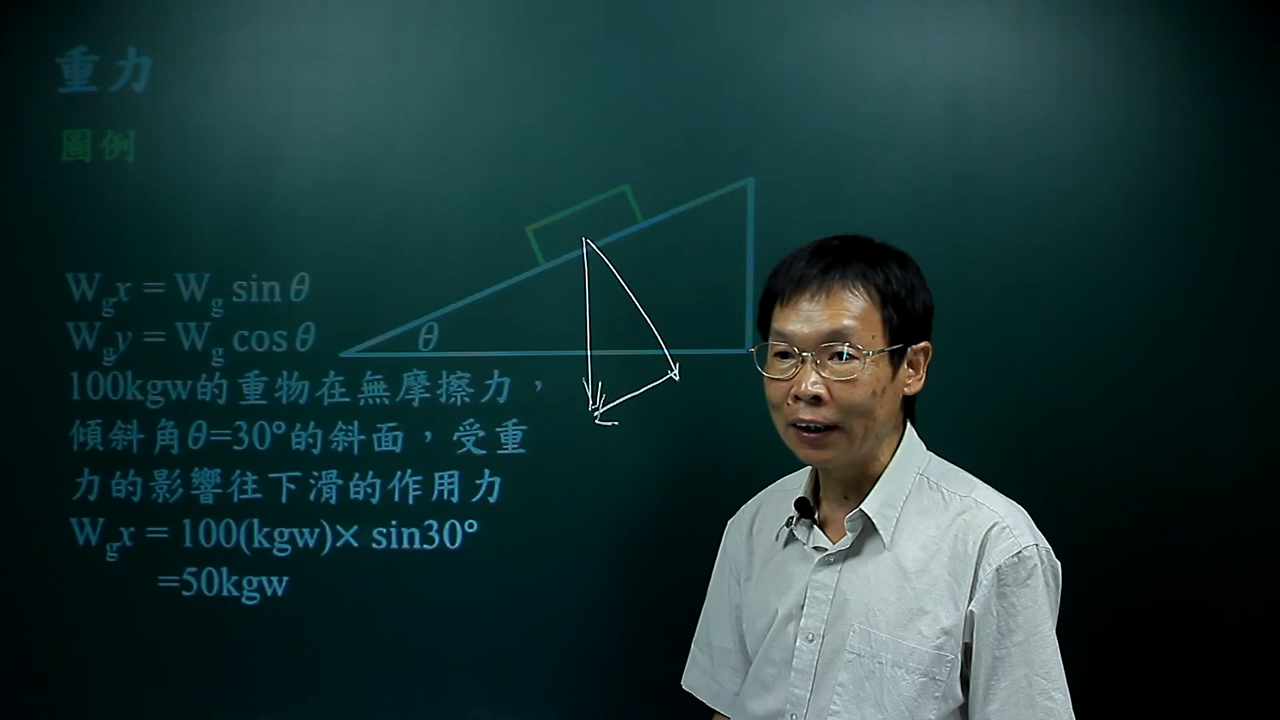 重力
圖例
θ
Wgx = Wg sin θ
Wgy = Wg cos θ
100kgw的重物在無摩擦力，
傾斜角θ=30°的斜面，受重
力的影響往下滑的作用力
Wgx = 100(kgw)× sin30°
=50kgw